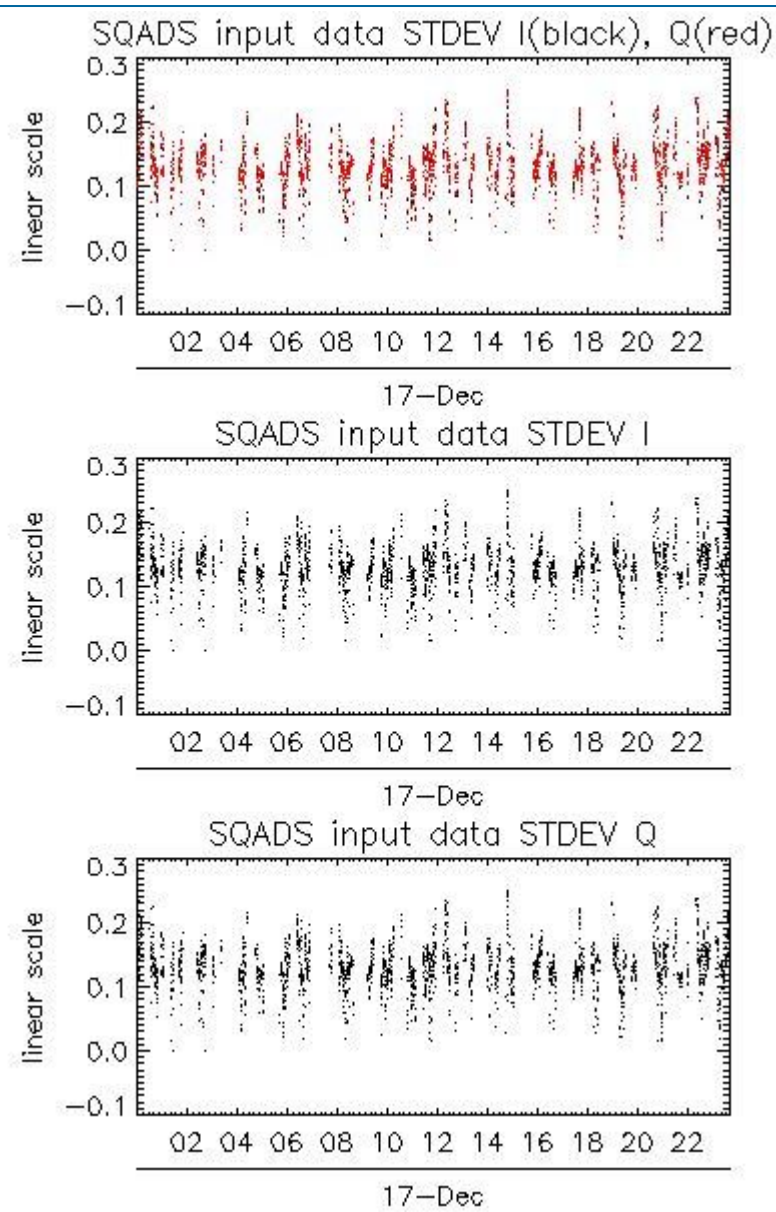 SQADS input data STDEV I(black), Q(red)
0.3
0.2
0.1
0.0
-0.1
linear scale
02 04 06 08 10 12 14 16 18 20 22
17-Dec
SQADS input data STDEV I
0.3
0.2
0.1
0.0
-0.1
linear scale
02 04 06 08 10 12 14 16 18 20 22
17-Dec
SQADS input data STDEV Q
0.3
0.2
0.1
0.0
-0.1
linear scale
02 04 06 08 10 12 14 16 18 20 22
17-Dec